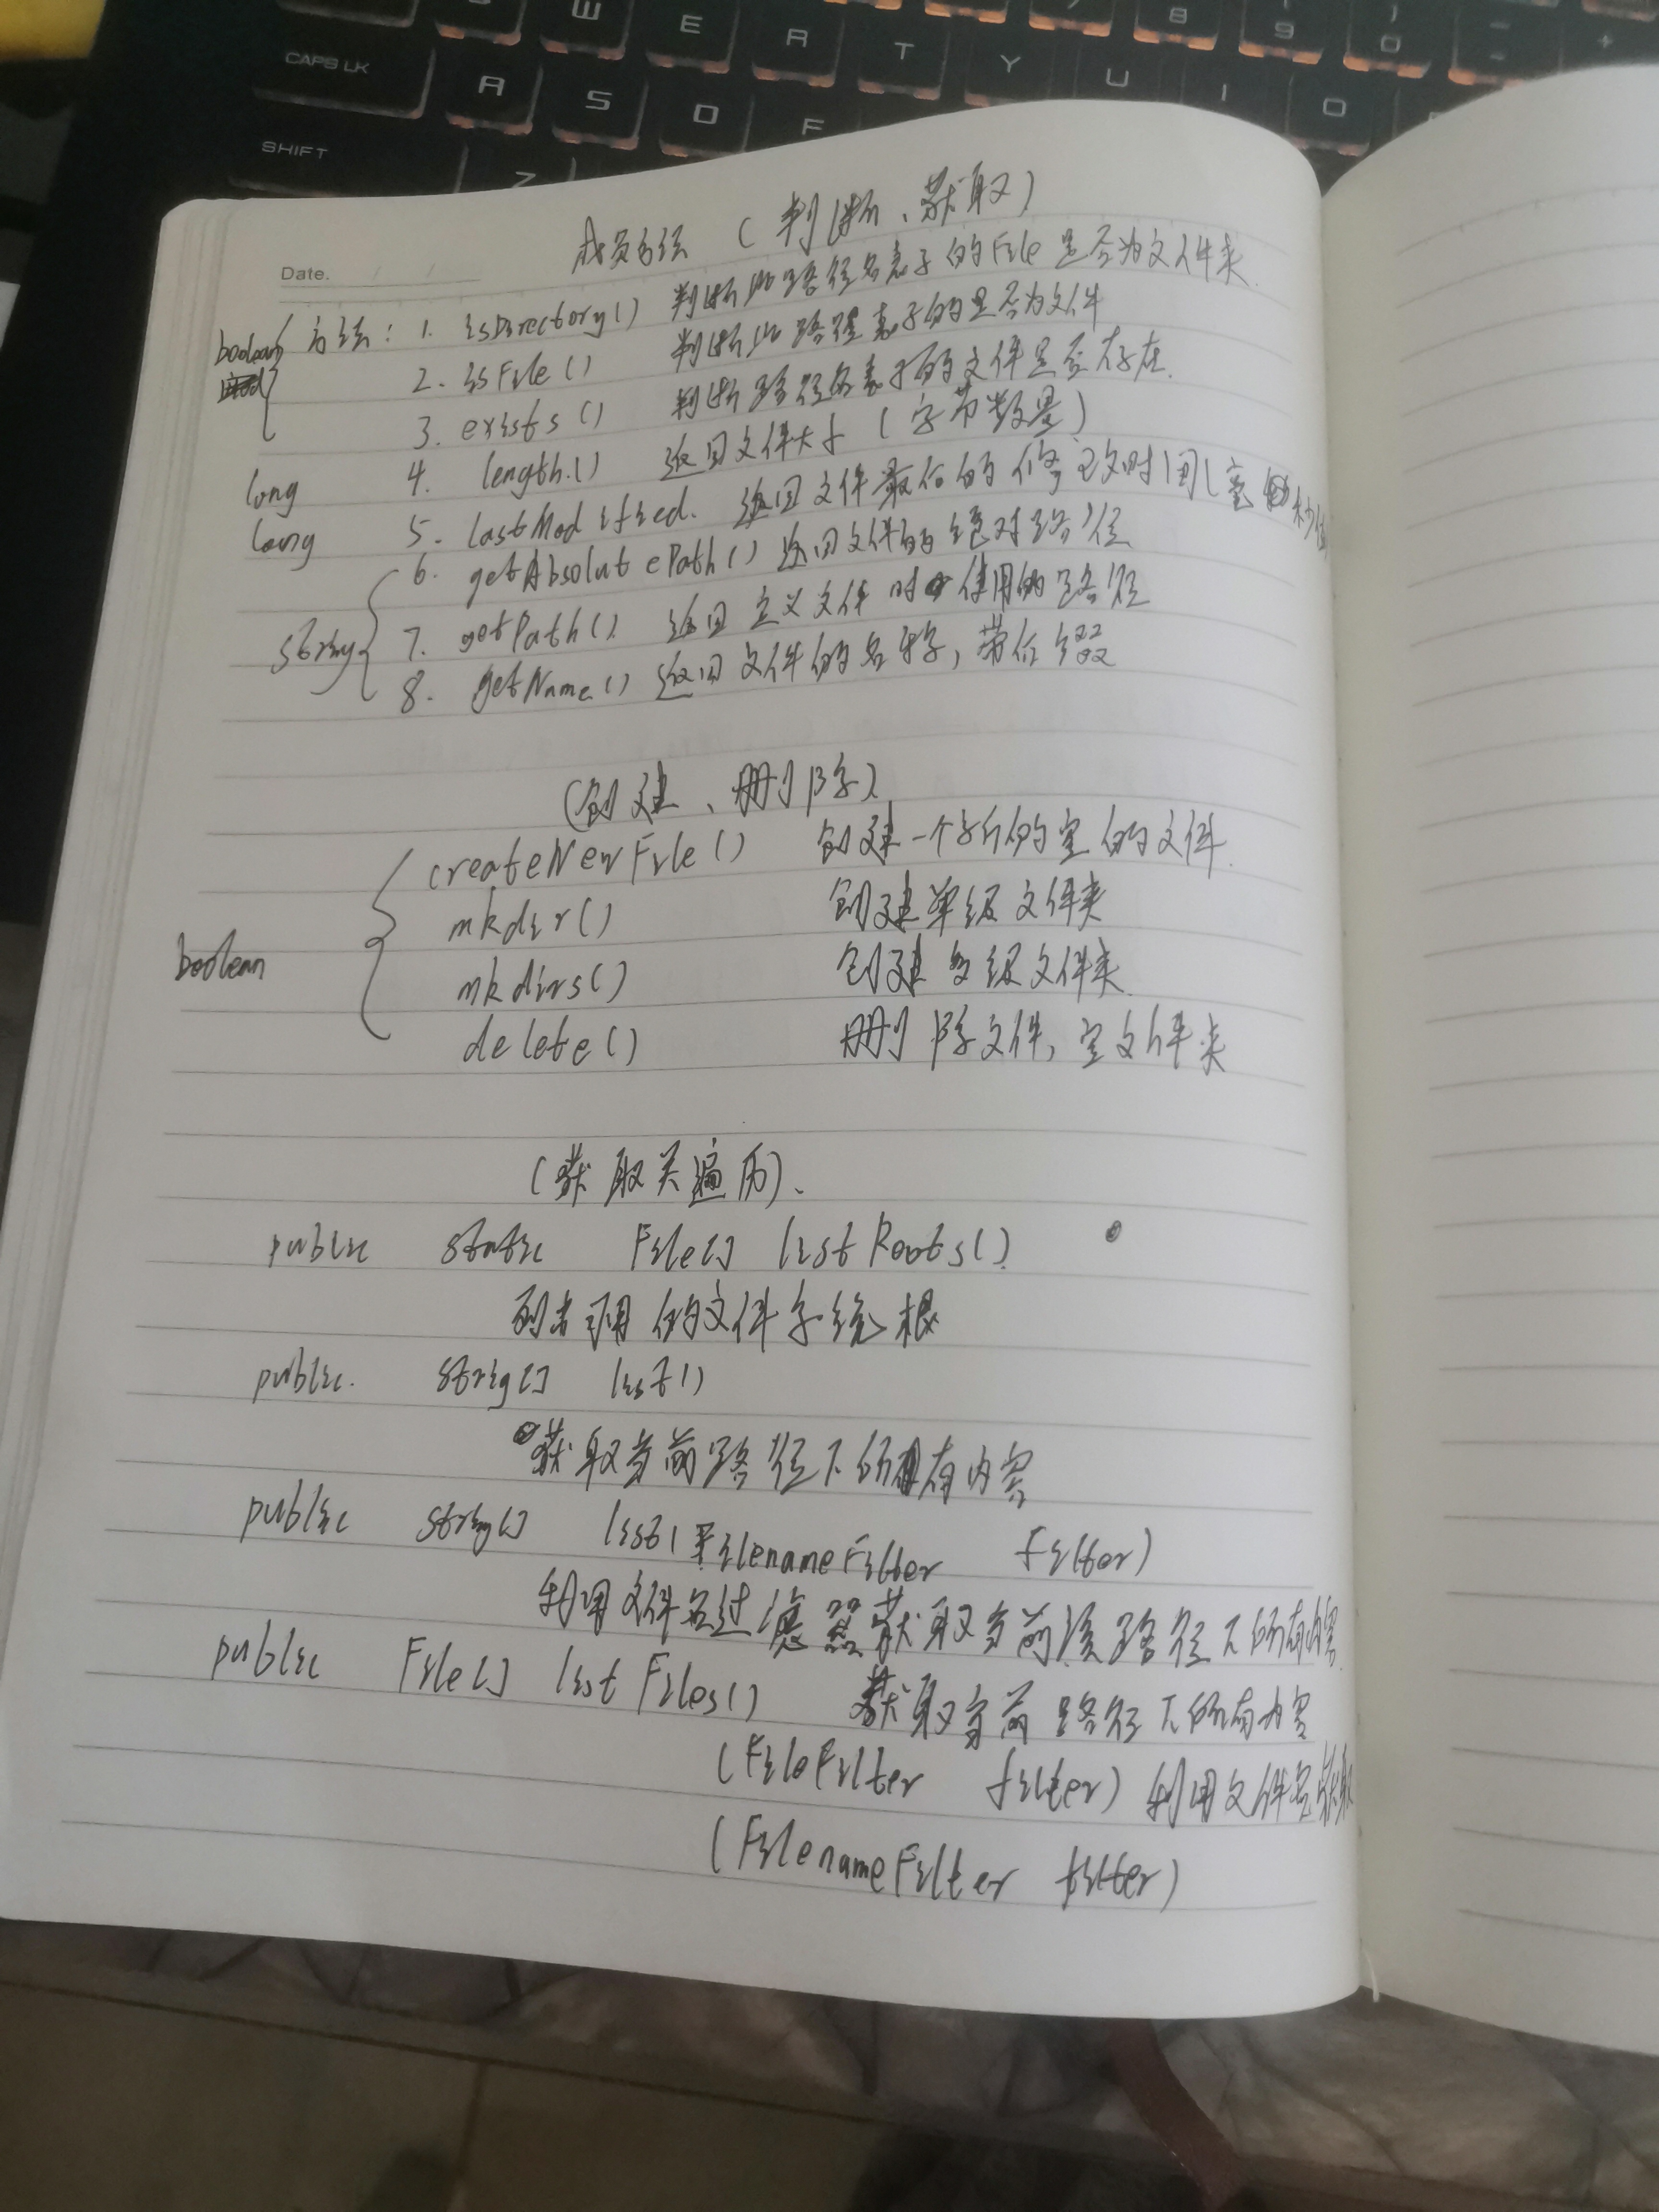 W E R T Y U I O
CAPS LK A S D F
SHIFT Z
成员方法 (判断、获取)
Date. / /
boolean 方法: 1. isDirectory() 判断此路径名表示的File是否为文件夹
2. isFile() 判断此路径表示的是否为文件
3. exists() 判断路径名表示的文件是否存在.
long 4. length.() 返回文件大小 (字节数量)
long 5. lastModified. 返回文件最后的修改时间(毫秒值
6. getAbsolutePath() 返回文件的绝对路径
String 7. getPath() 返回定义文件时使用的路径
8. getName() 返回文件的名字, 带后缀
(创建、删除)
createNewFile() 创建一个新的空的文件.
mkdir() 创建单级文件夹
boolean mkdirs() 创建多级文件夹
delete() 删除文件, 空文件夹
(获取关遍历).
public static File[] listRoots()
列出可用的文件系统根
public. String[] list()
获取当前路径下所有内容
public String[] list(FilenameFilter filter)
利用文件名过滤器获取当前该路径下所有内容
public File[] listFiles() 获取当前路径下所有内容
(FileFilter filter) 利用文件名获取
(FilenameFilter filter)